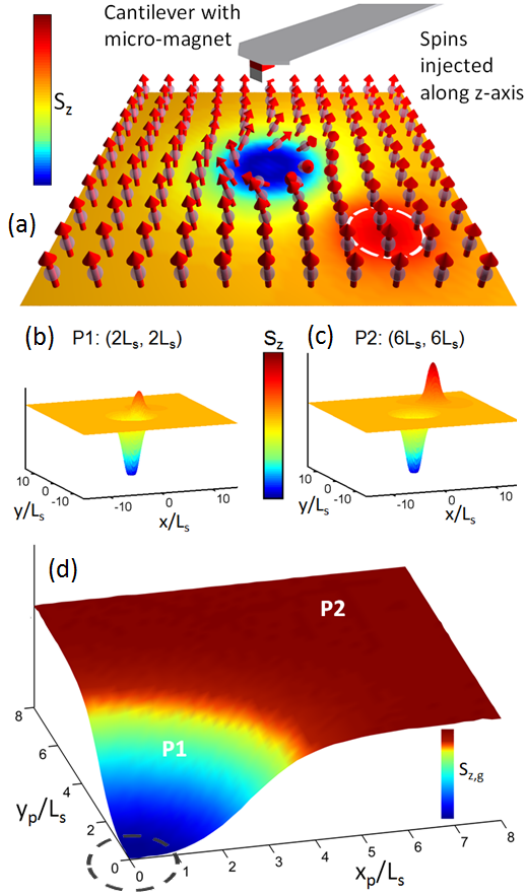 Cantilever with
micro-magnet
Spins
injected
along z-axis
S_z
(a)
(b) P1: (2L_s, 2L_s)
S_z
(c) P2: (6L_s, 6L_s)
10
0
-10
y/L_s
-10
0
10
x/L_s
10
0
-10
y/L_s
-10
0
10
x/L_s
(d)
P2
P1
S_z,g
8
6
4
2
0
y_p/L_s
0
1
2
3
4
5
6
7
8
x_p/L_s